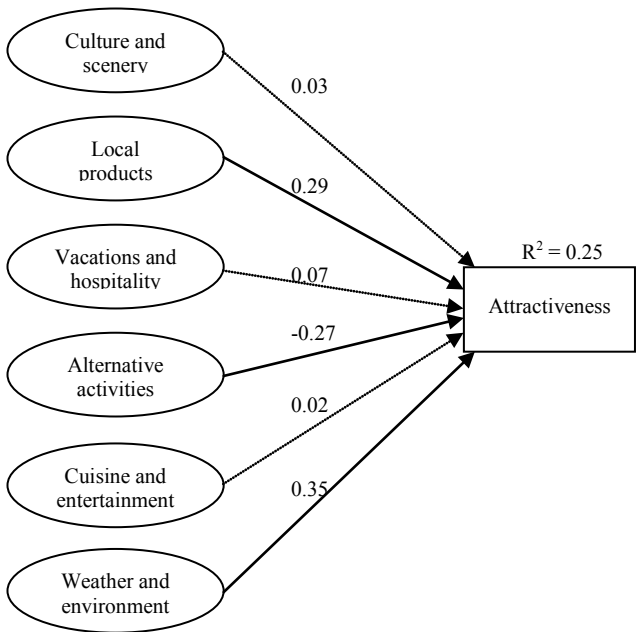 Culture and
scenery
0.03
Local
products
0.29
R² = 0.25
Vacations and
hospitality
0.07
Attractiveness
-0.27
Alternative
activities
0.02
Cuisine and
entertainment
0.35
Weather and
environment